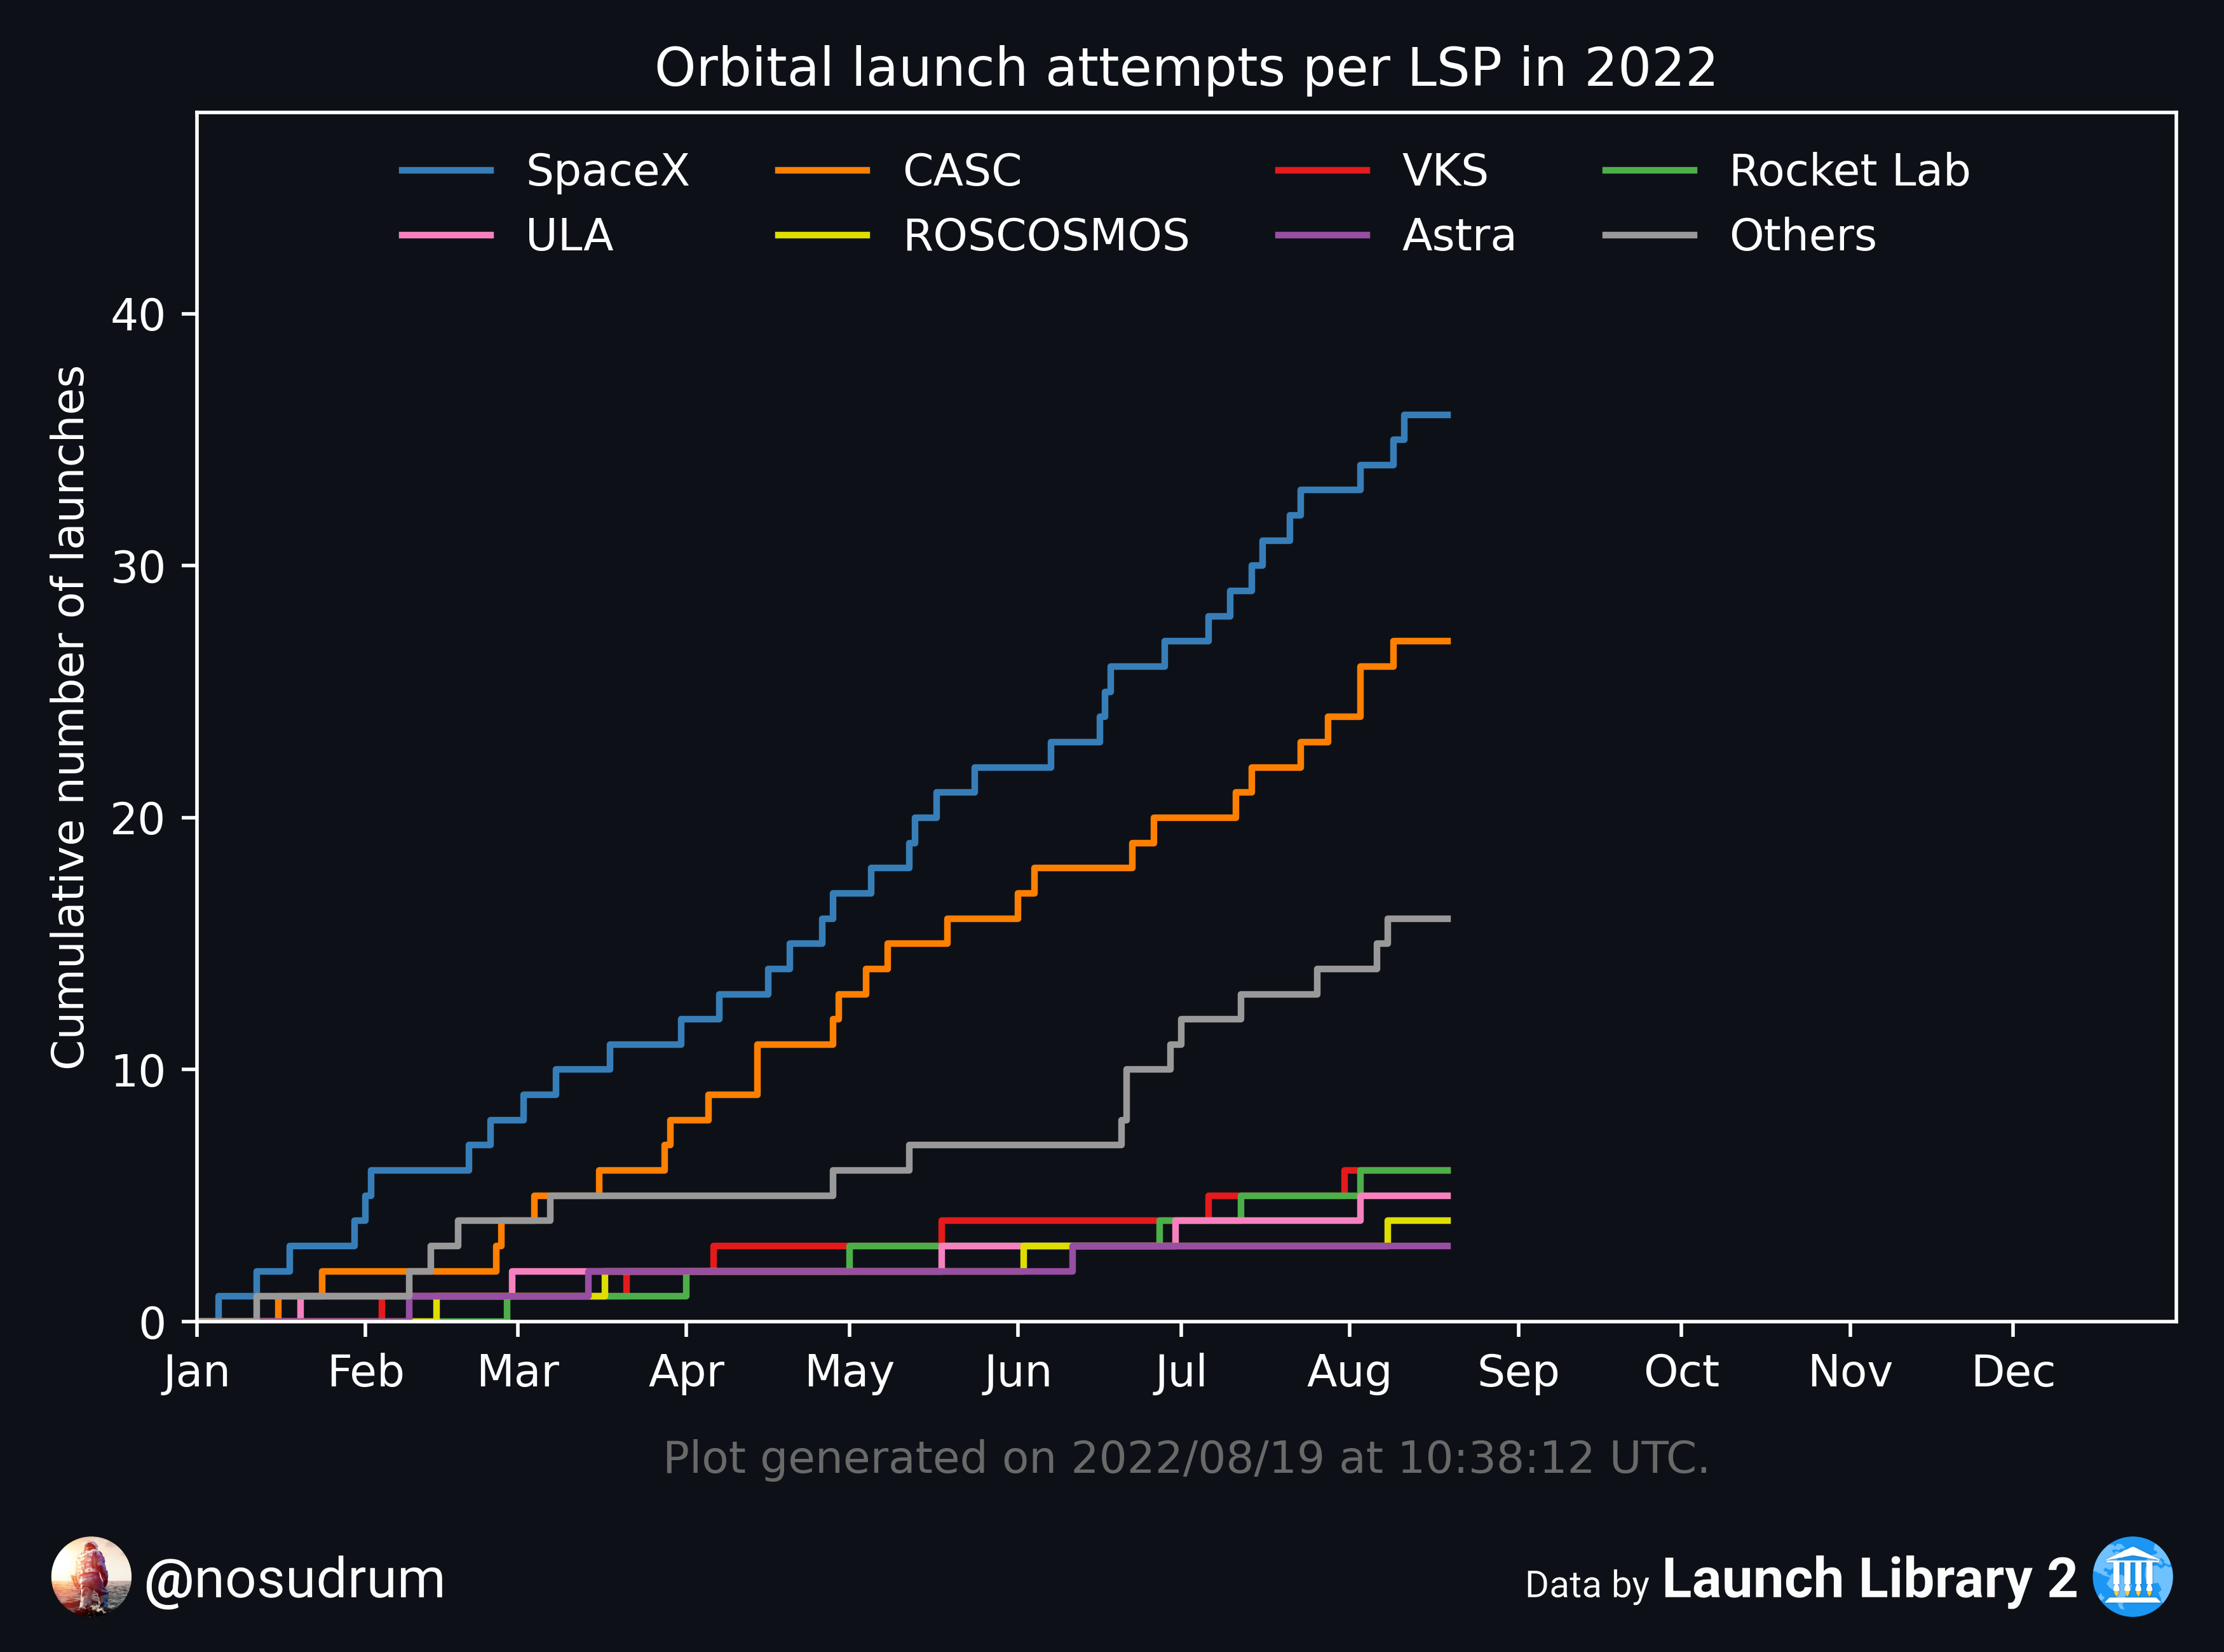 Orbital launch attempts per LSP in 2022
SpaceX CASC VKS Rocket Lab
ULA ROSCOSMOS Astra Others
Cumulative number of launches
40
30
20
10
0
Jan Feb Mar Apr May Jun Jul Aug Sep Oct Nov Dec
Plot generated on 2022/08/19 at 10:38:12 UTC.
@nosudrum
Data by Launch Library 2